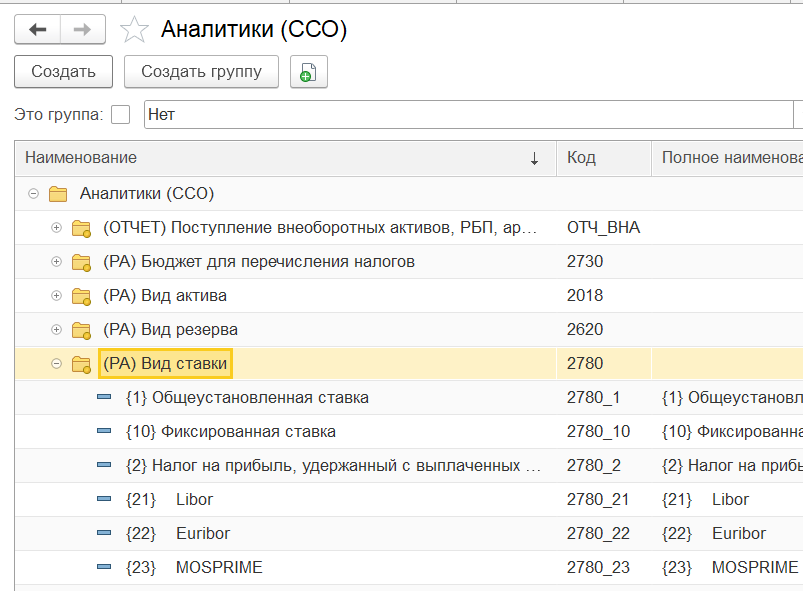 Аналитики (ССО)
Создать Создать группу
Это группа: Нет
Наименование ↓ Код Полное наименова
Аналитики (ССО)
(ОТЧЕТ) Поступление внеоборотных активов, РБП, ар... ОТЧ_ВНА
(РА) Бюджет для перечисления налогов 2730
(РА) Вид актива 2018
(РА) Вид резерва 2620
(РА) Вид ставки 2780
{1} Общеустановленная ставка 2780_1 {1} Общеустановл
{10} Фиксированная ставка 2780_10 {10} Фиксированна
{2} Налог на прибыль, удержанный с выплаченных ... 2780_2 {2} Налог на прибы
{21} Libor 2780_21 {21} Libor
{22} Euribor 2780_22 {22} Euribor
{23} MOSPRIME 2780_23 {23} MOSPRIME